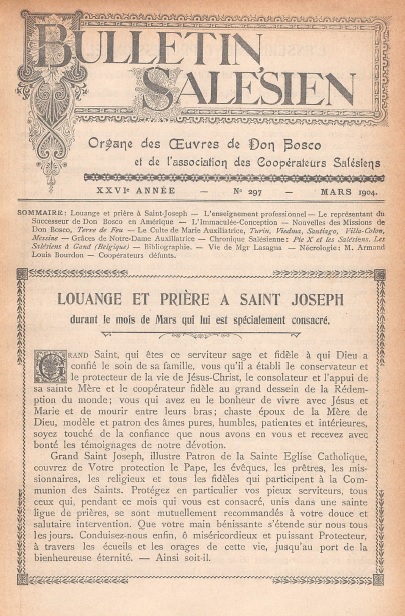 BULLETIN
SALESIEN
Organe des Œuvres de Don Bosco
et de l'association des Coopérateurs Salésiens
XXVIe ANNÉE — No 297 — MARS 1904.
SOMMAIRE: Louange et prière à Saint-Joseph — L'enseignement professionnel — Le représentant du
Successeur de Don Bosco en Amérique — L'Immaculée-Conception — Nouvelles des Missions de
Don Bosco, Terre de Feu — Le Culte de Marie Auxiliatrice, Turin, Viedma, Santiago, Villa-Colon,
Messine — Grâces de Notre-Dame Auxiliatrice — Chronique Salésienne: Pie X et les Salésiens. Les
Salésiens à Gand (Belgique) — Bibliographie. — Vie de Mgr Lasagna — Nécrologie: M. Armand
Louis Bourdon — Coopérateurs défunts.
LOUANGE ET PRIÈRE A SAINT JOSEPH
durant le mois de Mars qui lui est spécialement consacré.
GRAND Saint, qui êtes ce serviteur sage et fidèle à qui Dieu a
confié le soin de sa famille, vous qu'il a établi le conservateur et
le protecteur de la vie de Jésus-Christ, le consolateur et l'appui de
sa sainte Mère et le coopérateur fidèle au grand dessein de la Rédem-
ption du monde; vous qui avez eu le bonheur de vivre avec Jésus et
Marie et de mourir entre leurs bras; chaste époux de la Mère de
Dieu, modèle et patron des âmes pures, humbles, patientes et intérieures,
soyez touché de la confiance que nous avons en vous et recevez avec
bonté les témoignages de notre dévotion.
Grand Saint Joseph, illustre Patron de la Sainte Eglise Catholique,
couvrez de Votre protection le Pape, les évêques, les prêtres, les mis-
sionnaires, les religieux et tous les fidèles qui participent à la Com-
munion des Saints. Protégez en particulier vos pieux serviteurs, tous
ceux qui, pendant ce mois qui vous est consacré, unis dans une sainte
ligue de prières, se sont mutuellement recommandés à votre douce et
salutaire intervention. Que votre main bénissante s'étende sur nous tous
les jours. Conduisez-nous enfin, ô miséricordieux et puissant Protecteur,
à travers les écueils et les orages de cette vie, jusqu'au port de la
bienheureuse éternité. — Ainsi soit-il.